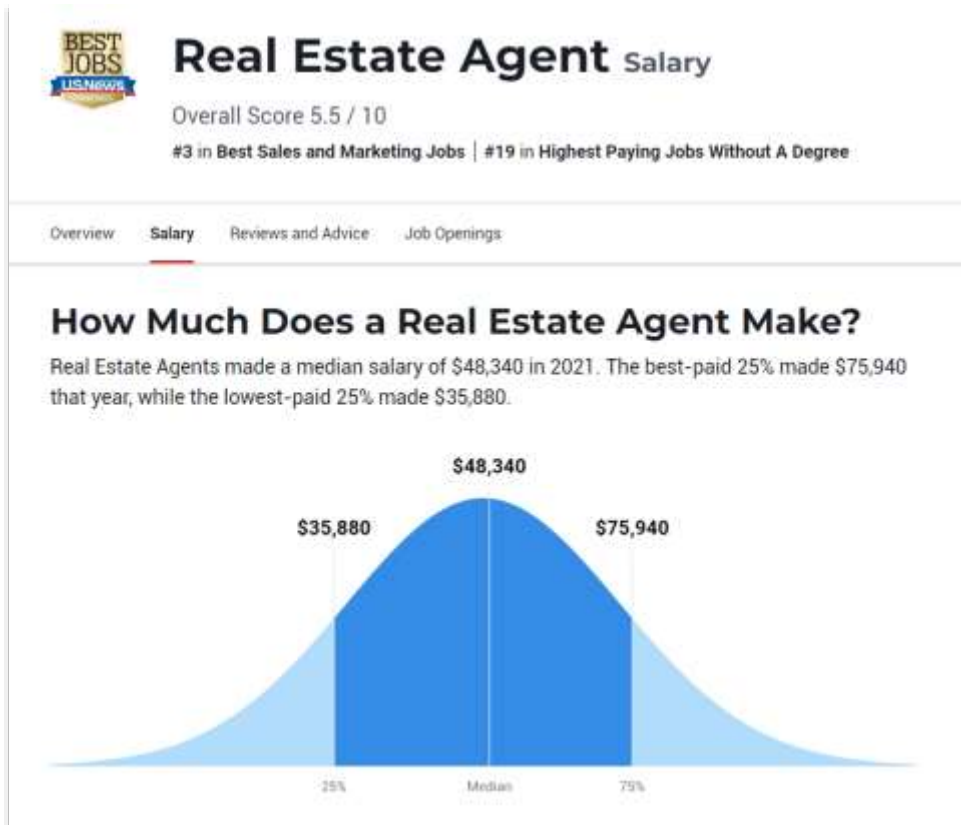 BEST
JOBS
U.S.News
Real Estate Agent Salary
Overall Score 5.5 / 10
#3 in Best Sales and Marketing Jobs | #19 in Highest Paying Jobs Without A Degree
Overview Salary Reviews and Advice Job Openings
How Much Does a Real Estate Agent Make?
Real Estate Agents made a median salary of $48,340 in 2021. The best-paid 25% made $75,940
that year, while the lowest-paid 25% made $35,880.
$48,340
$35,880 $75,940
25% Median 75%